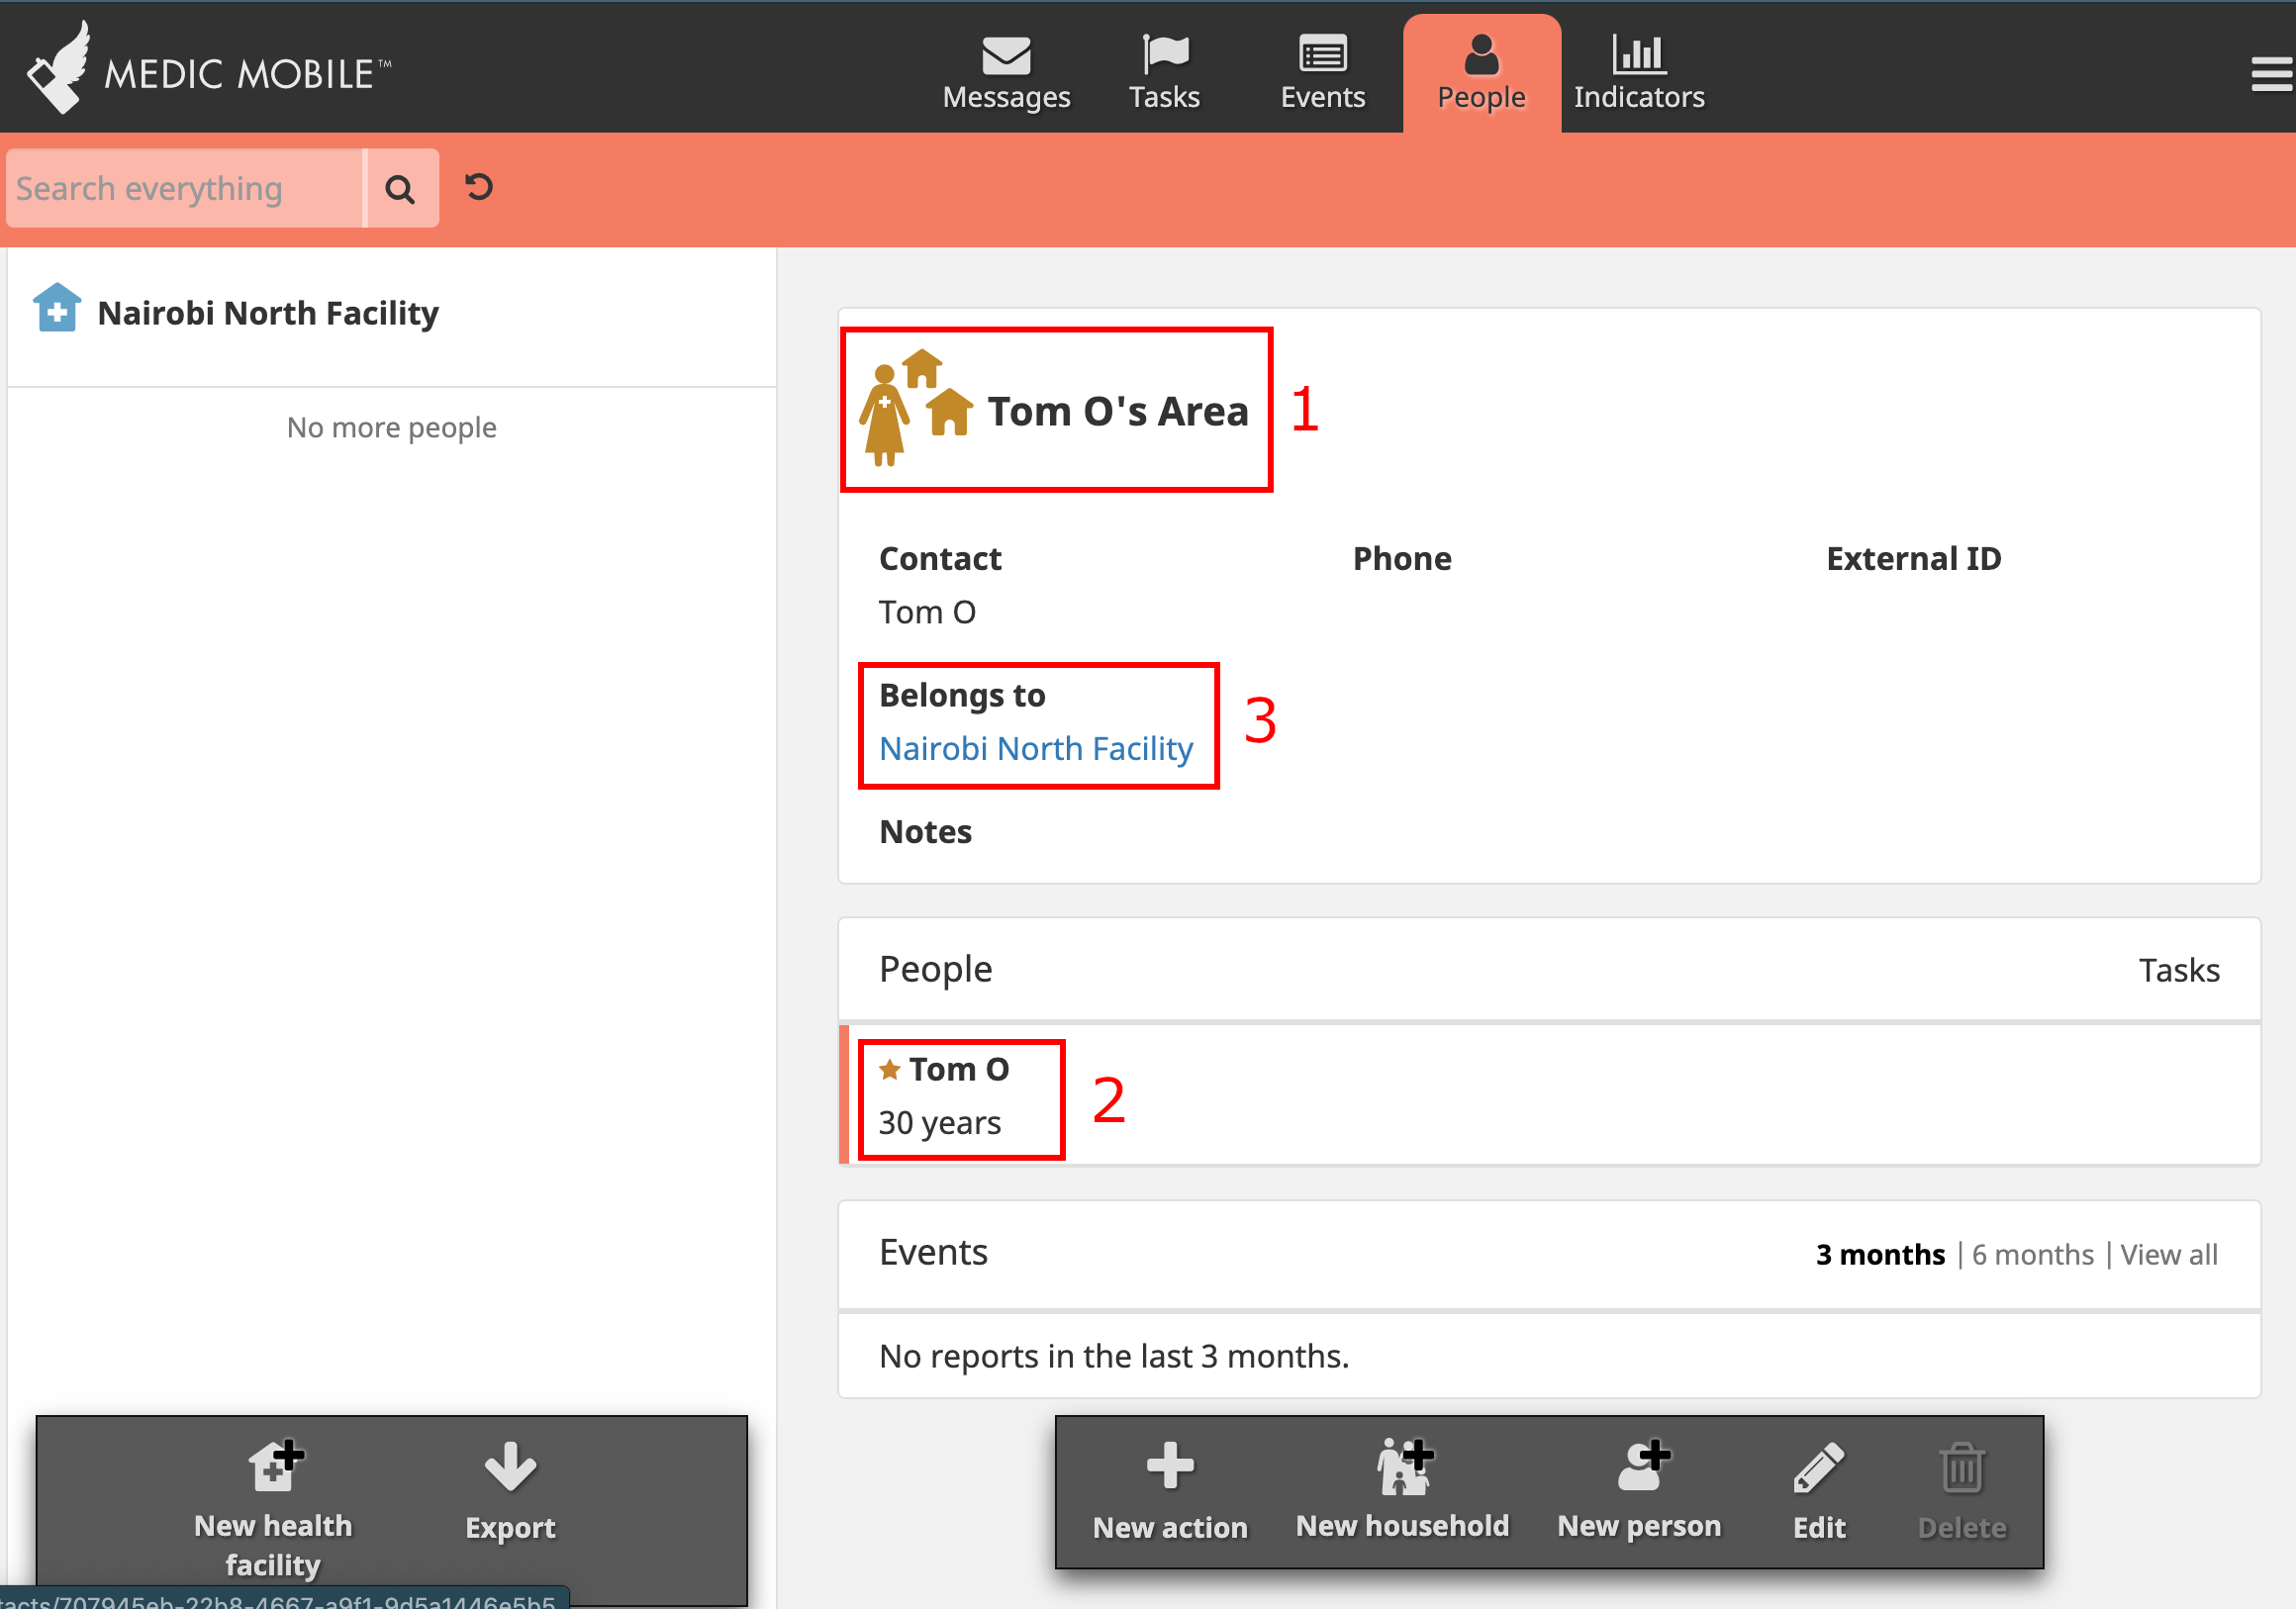 MEDIC MOBILE™
Messages
Tasks
Events
People
Indicators
Search everything
Nairobi North Facility
No more people
Tom O's Area
1
Contact
Phone
External ID
Tom O
Belongs to
Nairobi North Facility
3
Notes
People
Tasks
Tom O
30 years
2
Events
3 months | 6 months | View all
No reports in the last 3 months.
New health
facility
Export
New action
New household
New person
Edit
Delete
tacts/707945eb-22b8-4667-a9f1-9d5a1446e5b5